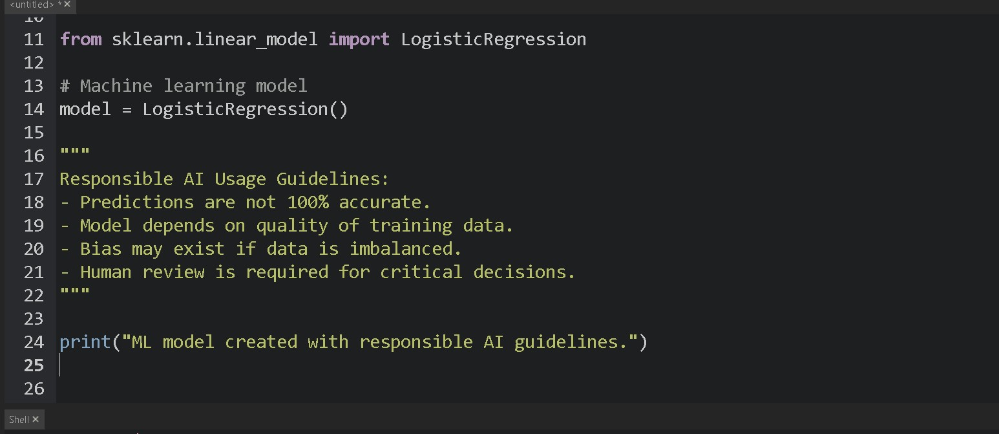 <untitled> * ✕
10
11 from sklearn.linear_model import LogisticRegression
12
13 # Machine learning model
14 model = LogisticRegression()
15
16 """
17 Responsible AI Usage Guidelines:
18 - Predictions are not 100% accurate.
19 - Model depends on quality of training data.
20 - Bias may exist if data is imbalanced.
21 - Human review is required for critical decisions.
22 """
23
24 print("ML model created with responsible AI guidelines.")
25
26
Shell ✕